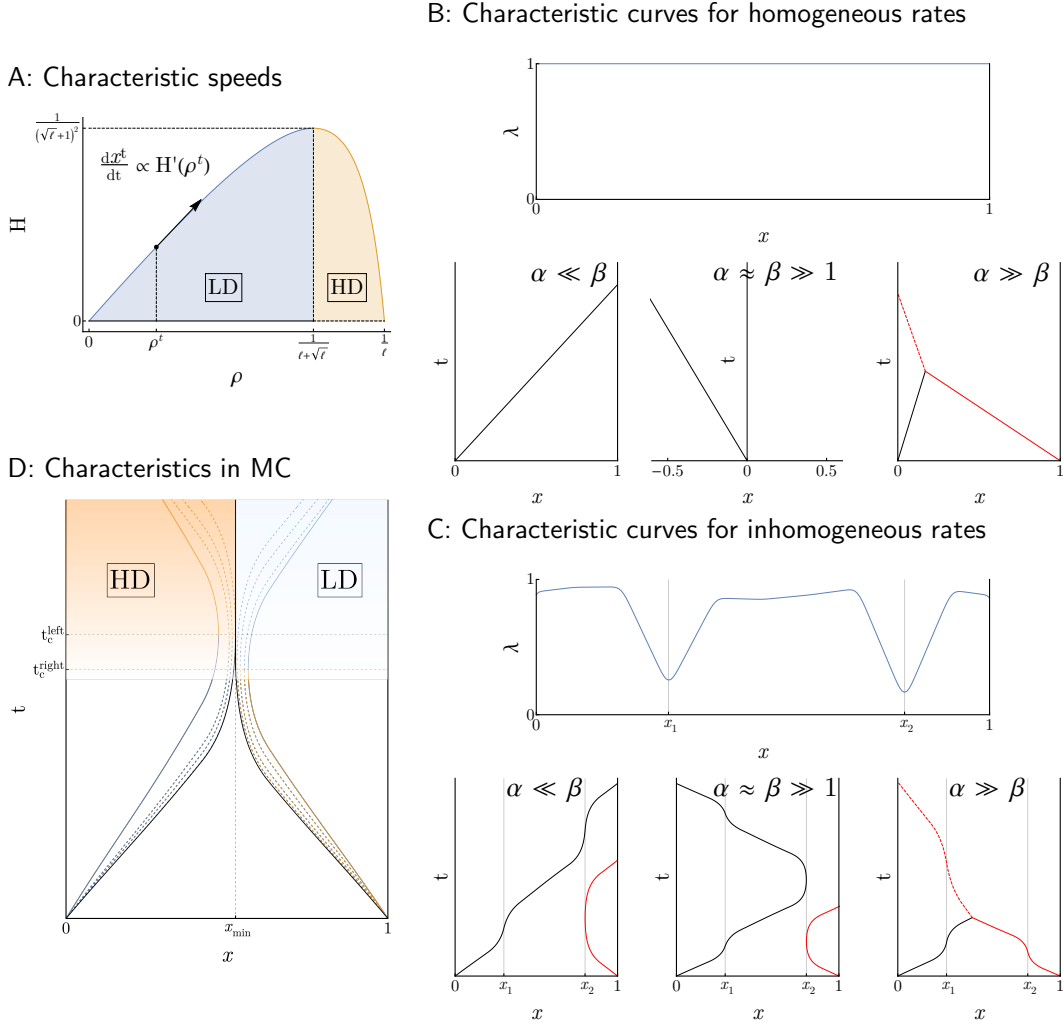 A: Characteristic speeds
1/(√ℓ+1)²
dx^t/dt ∝ H'(ρ^t)
H
LD
HD
0
0
ρ^t
1/(ℓ+√ℓ)
1/ℓ
ρ
B: Characteristic curves for homogeneous rates
1
λ
0
0
1
x
α ≪ β
t
0
1
x
α ≈ β ≫ 1
t
−0.5
0
0.5
x
α ≫ β
t
0
1
x
D: Characteristics in MC
HD
LD
t_c^left
t_c^right
t
0
x_min
1
x
C: Characteristic curves for inhomogeneous rates
1
λ
0
0
x₁
x₂
1
x
α ≪ β
t
0
x₁
x₂
1
x
α ≈ β ≫ 1
t
0
x₁
x₂
1
x
α ≫ β
t
0
x₁
x₂
1
x